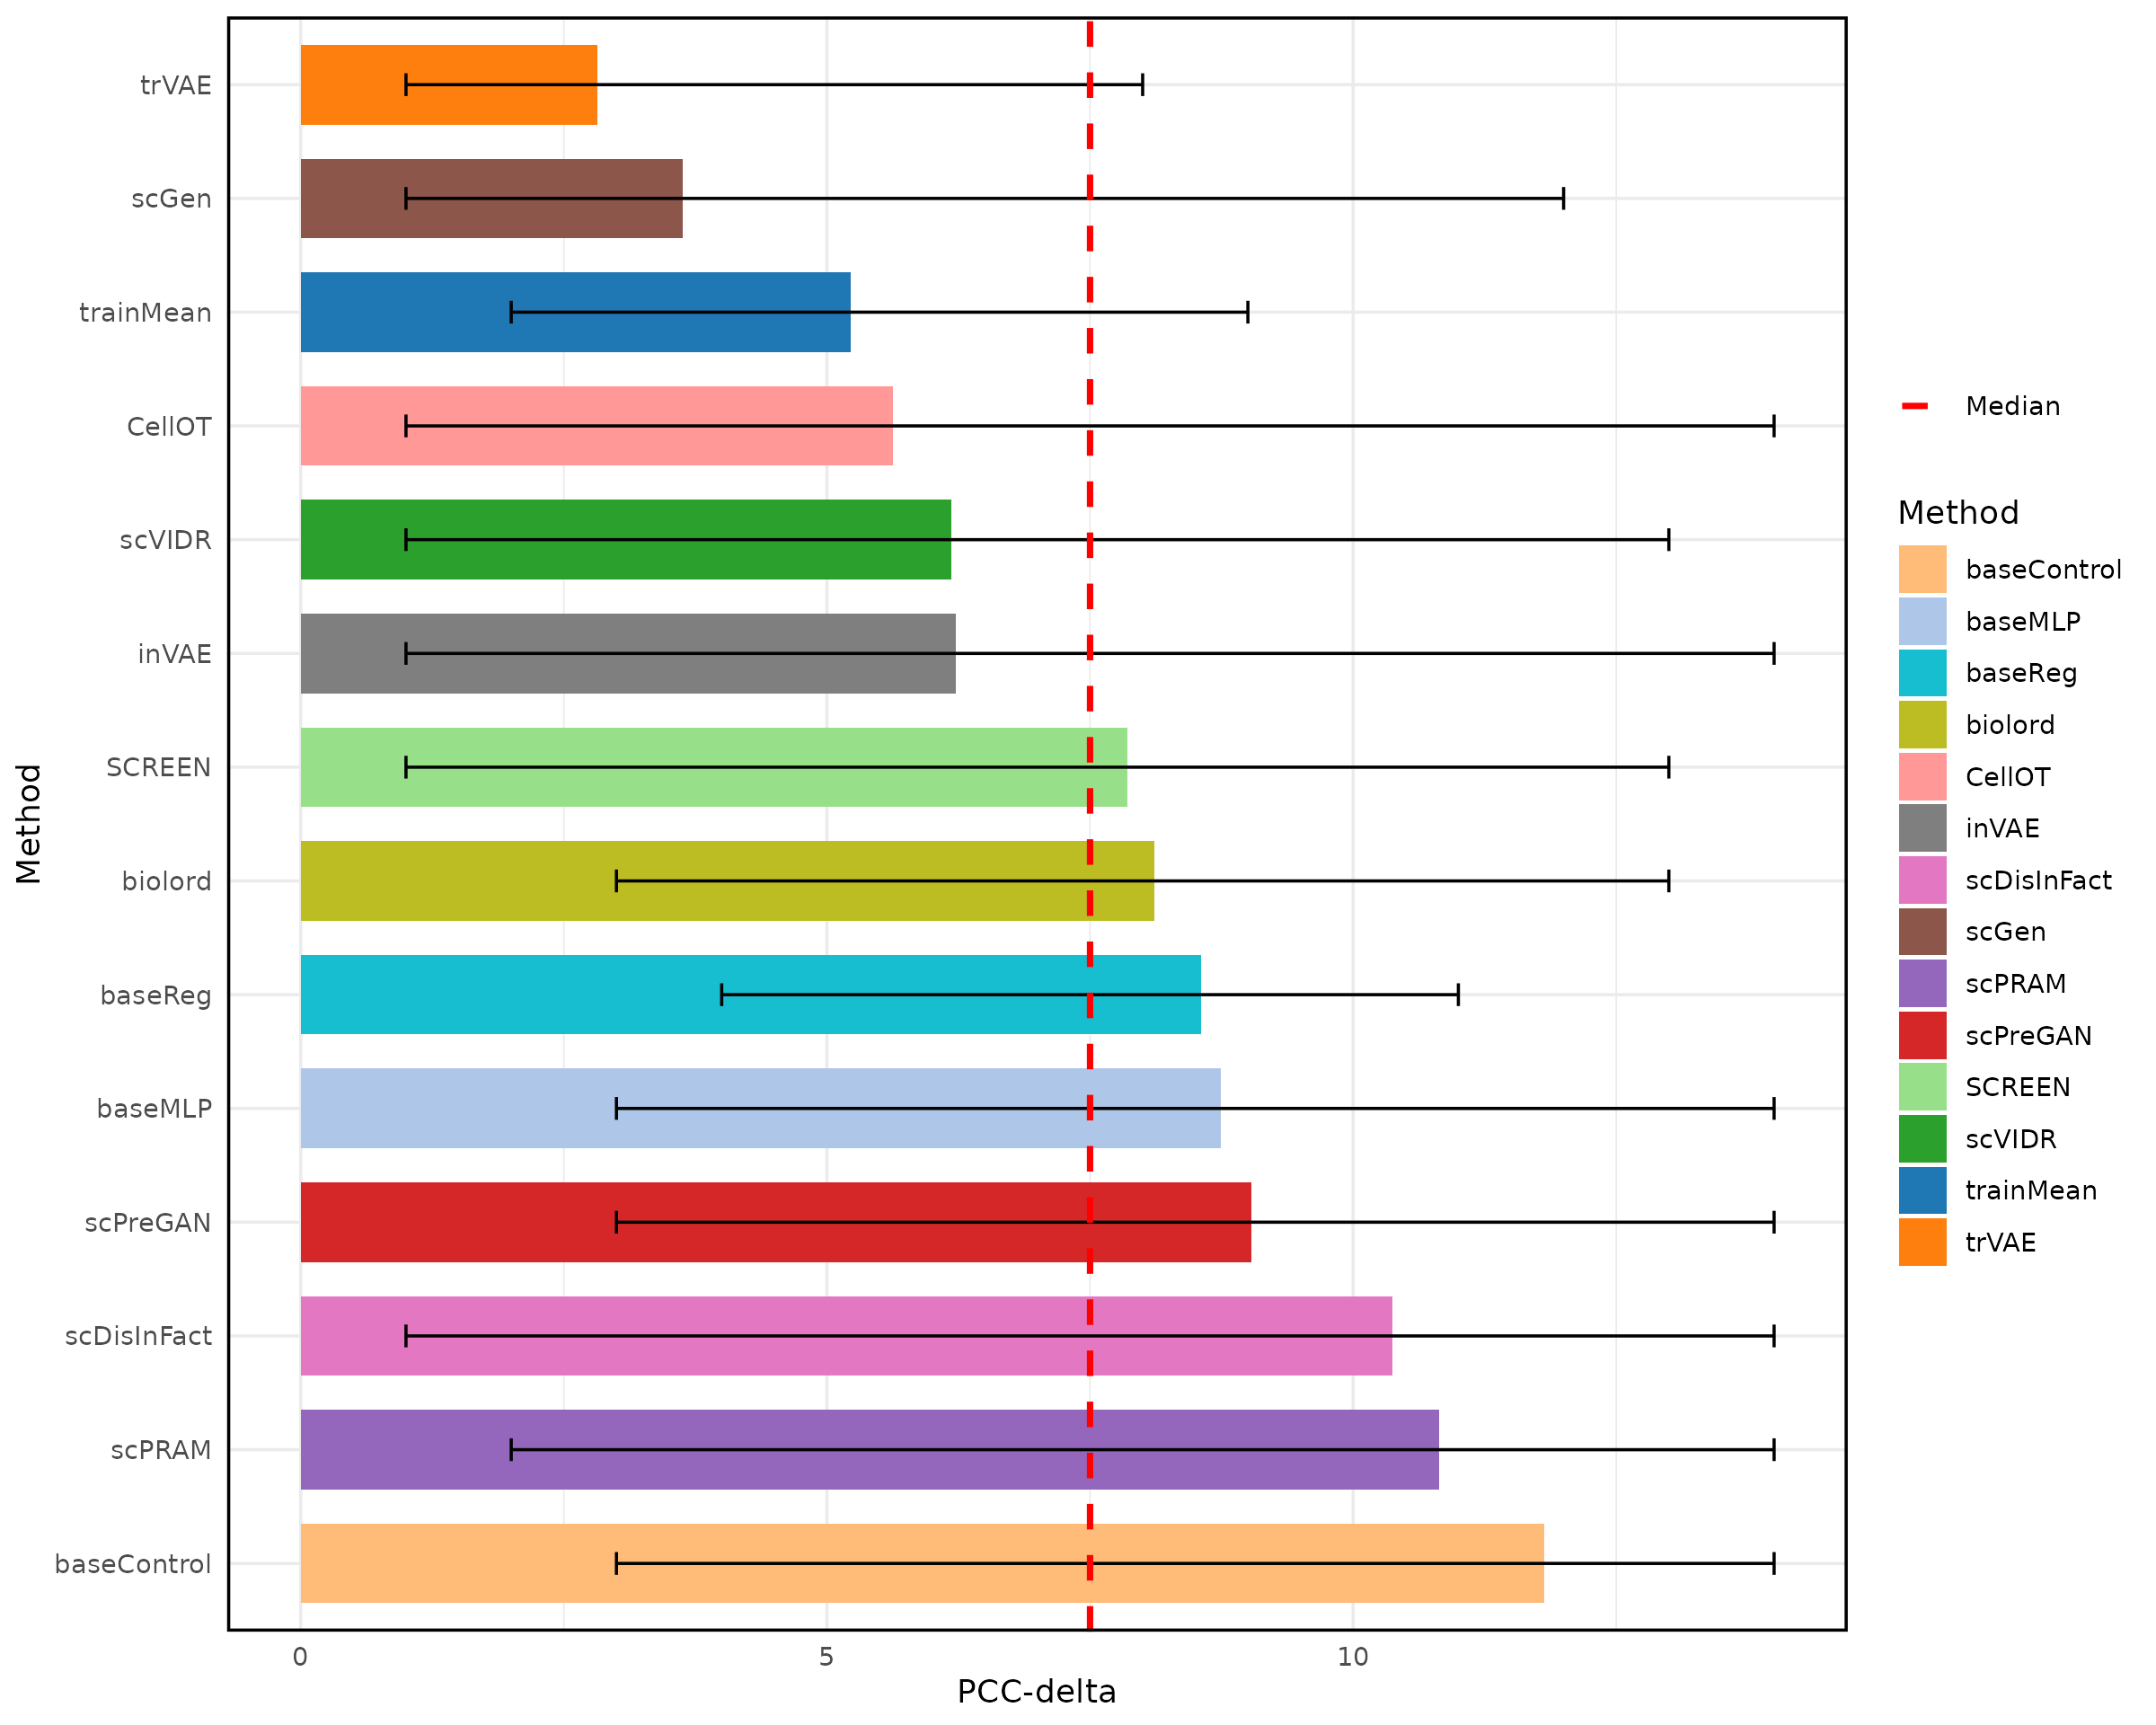 Method
trVAE
scGen
trainMean
CellOT
scVIDR
inVAE
SCREEN
biolord
baseReg
baseMLP
scPreGAN
scDisInFact
scPRAM
baseControl
0 5 10
PCC-delta
Median
Method
baseControl
baseMLP
baseReg
biolord
CellOT
inVAE
scDisInFact
scGen
scPRAM
scPreGAN
SCREEN
scVIDR
trainMean
trVAE